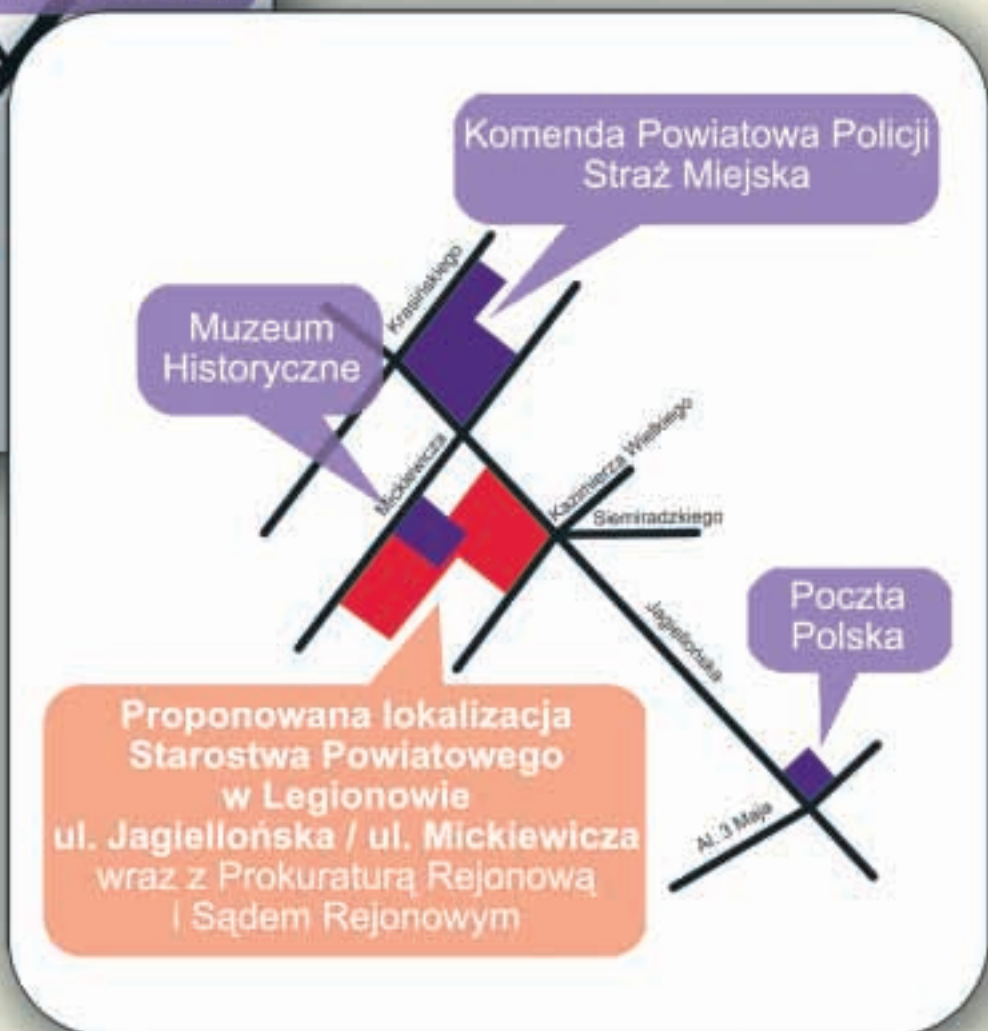 Komenda Powiatowa Policji
Straż Miejska
Krasińskiego
Muzeum
Historyczne
Mickiewicza
Kazimierza Wielkiego
Siemiradzkiego
Jagiellońska
Poczta
Polska
Al. 3 Maja
Proponowana lokalizacja
Starostwa Powiatowego
w Legionowie
ul. Jagiellońska / ul. Mickiewicza
wraz z Prokuraturą Rejonową
i Sądem Rejonowym